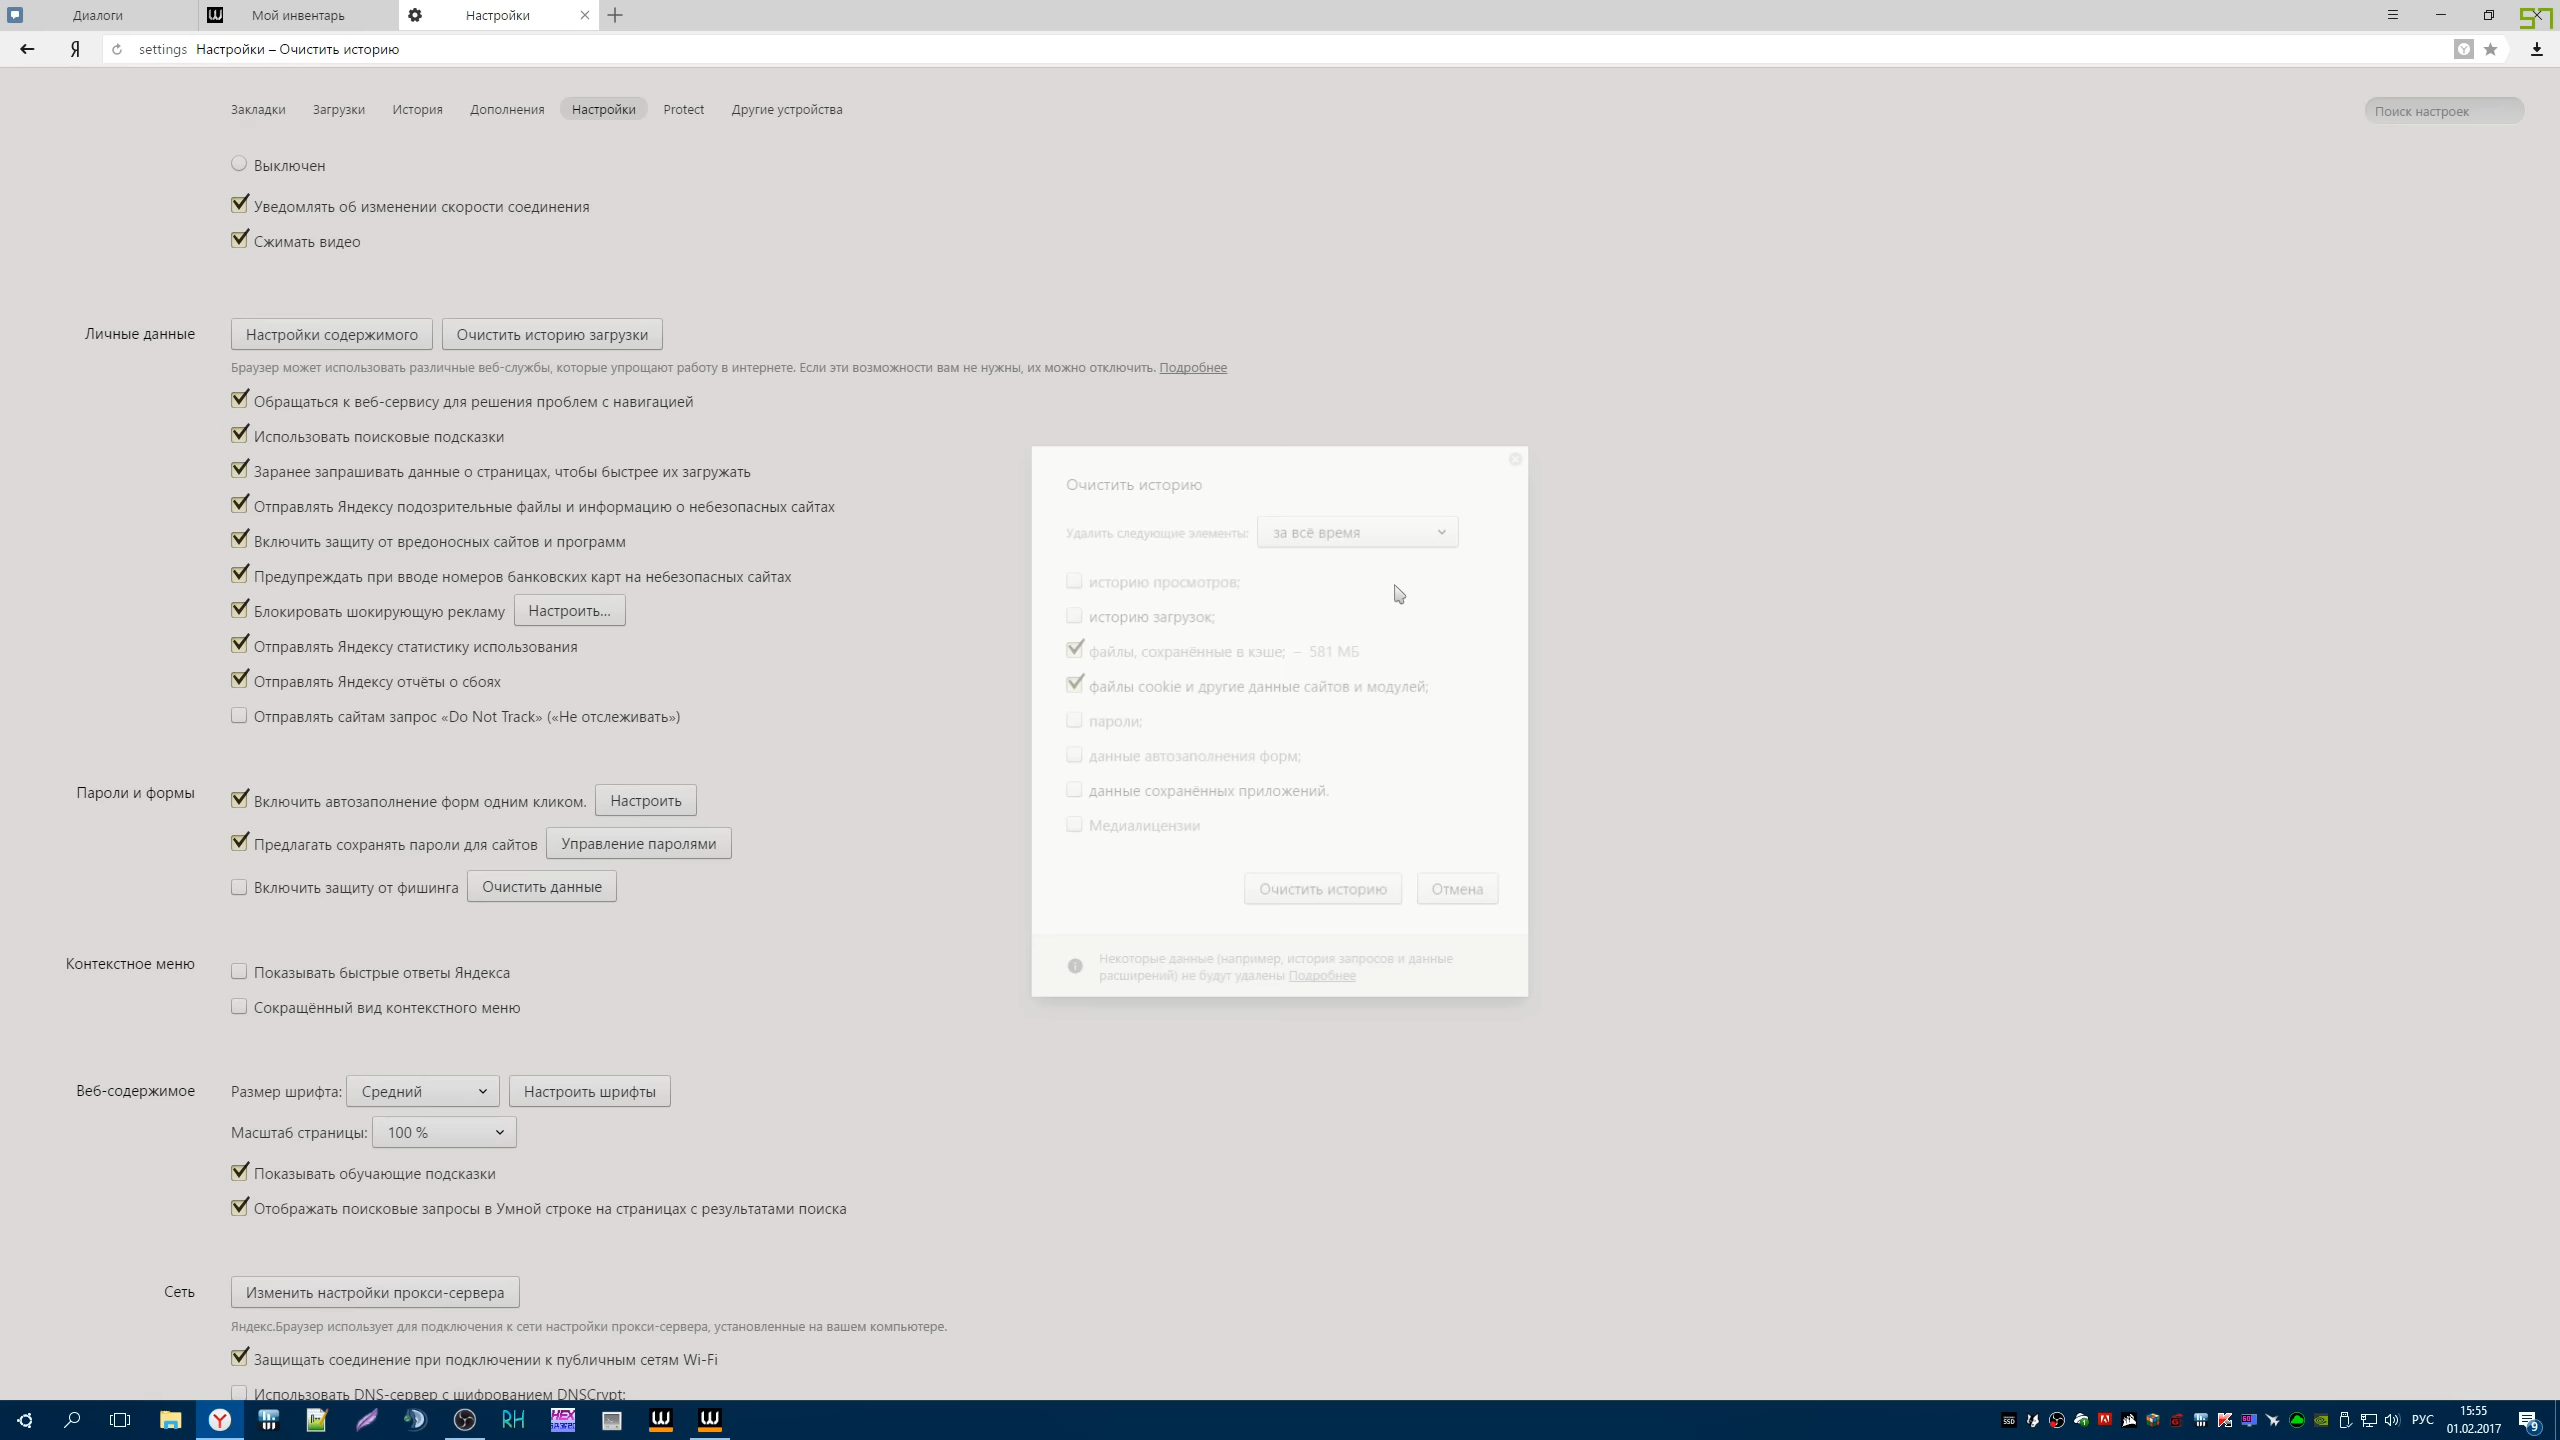 Диалоги
Мой инвентарь
Настройки
57
settings Настройки – Очистить историю
Закладки Загрузки История Дополнения Настройки Protect Другие устройства
Поиск настроек
Выключен
Уведомлять об изменении скорости соединения
Сжимать видео
Личные данные
Настройки содержимого
Очистить историю загрузки
Браузер может использовать различные веб-службы, которые упрощают работу в интернете. Если эти возможности вам не нужны, их можно отключить. Подробнее
Обращаться к веб-сервису для решения проблем с навигацией
Использовать поисковые подсказки
Заранее запрашивать данные о страницах, чтобы быстрее их загружать
Отправлять Яндексу подозрительные файлы и информацию о небезопасных сайтах
Включить защиту от вредоносных сайтов и программ
Предупреждать при вводе номеров банковских карт на небезопасных сайтах
Блокировать шокирующую рекламу Настроить...
Отправлять Яндексу статистику использования
Отправлять Яндексу отчёты о сбоях
Отправлять сайтам запрос «Do Not Track» («Не отслеживать»)
Пароли и формы
Включить автозаполнение форм одним кликом. Настроить
Предлагать сохранять пароли для сайтов Управление паролями
Включить защиту от фишинга Очистить данные
Контекстное меню
Показывать быстрые ответы Яндекса
Сокращённый вид контекстного меню
Веб-содержимое
Размер шрифта: Средний Настроить шрифты
Масштаб страницы: 100 %
Показывать обучающие подсказки
Отображать поисковые запросы в Умной строке на страницах с результатами поиска
Сеть
Изменить настройки прокси-сервера
Яндекс.Браузер использует для подключения к сети настройки прокси-сервера, установленные на вашем компьютере.
Защищать соединение при подключении к публичным сетям Wi-Fi
Использовать DNS-сервер с шифрованием DNSCrypt:
Очистить историю
Удалить следующие элементы: за всё время
историю просмотров;
историю загрузок;
файлы, сохранённые в кэше; – 581 МБ
файлы cookie и другие данные сайтов и модулей;
пароли;
данные автозаполнения форм;
данные сохранённых приложений.
Медиалицензии
Очистить историю
Отмена
Некоторые данные (например, история запросов и данные
расширений) не будут удалены Подробнее
RH
HEX
SSD
РУС
15:55
01.02.2017
9